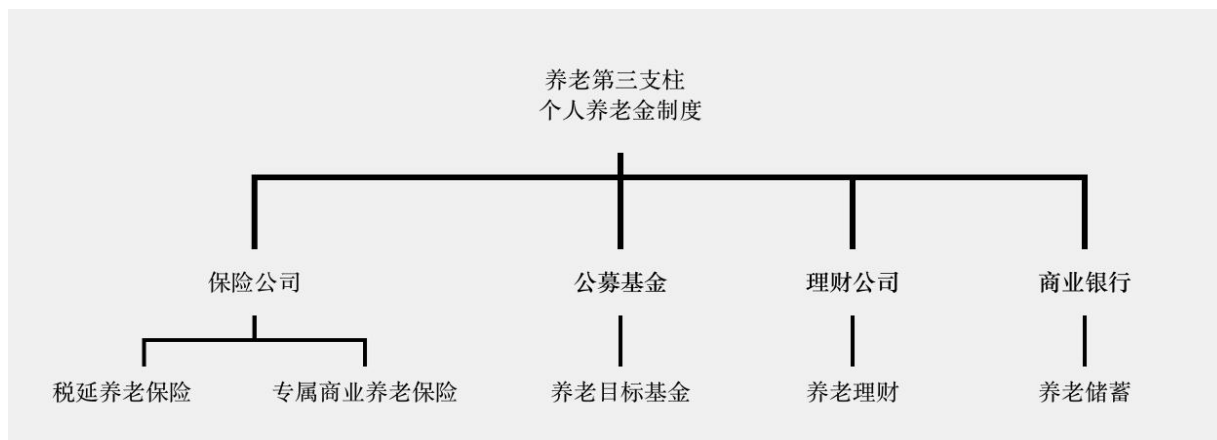 养老第三支柱
个人养老金制度
保险公司
公募基金
理财公司
商业银行
税延养老保险
专属商业养老保险
养老目标基金
养老理财
养老储蓄